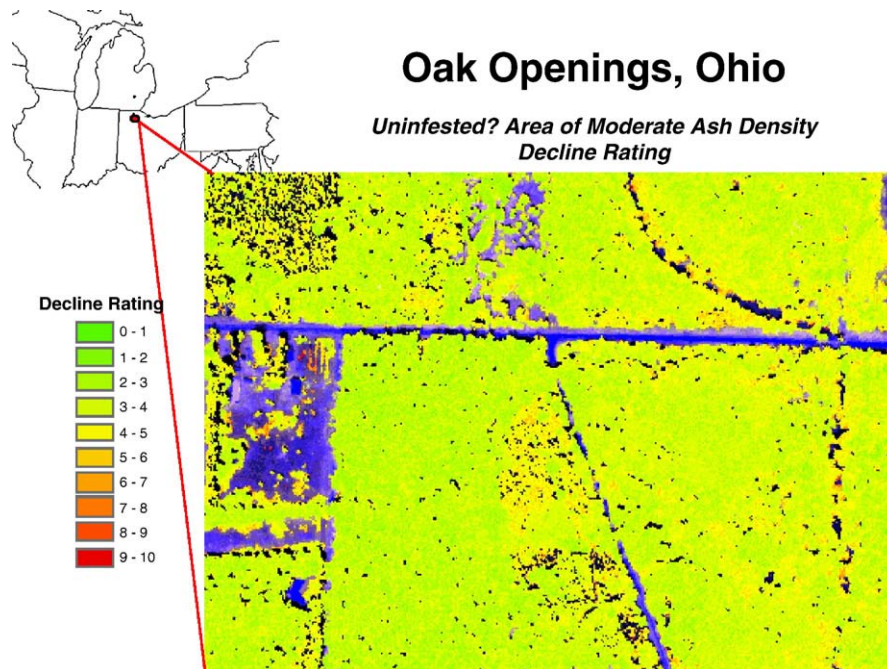 Oak Openings, Ohio
Uninfested? Area of Moderate Ash Density
Decline Rating
Decline Rating
0 - 1
1 - 2
2 - 3
3 - 4
4 - 5
5 - 6
6 - 7
7 - 8
8 - 9
9 - 10